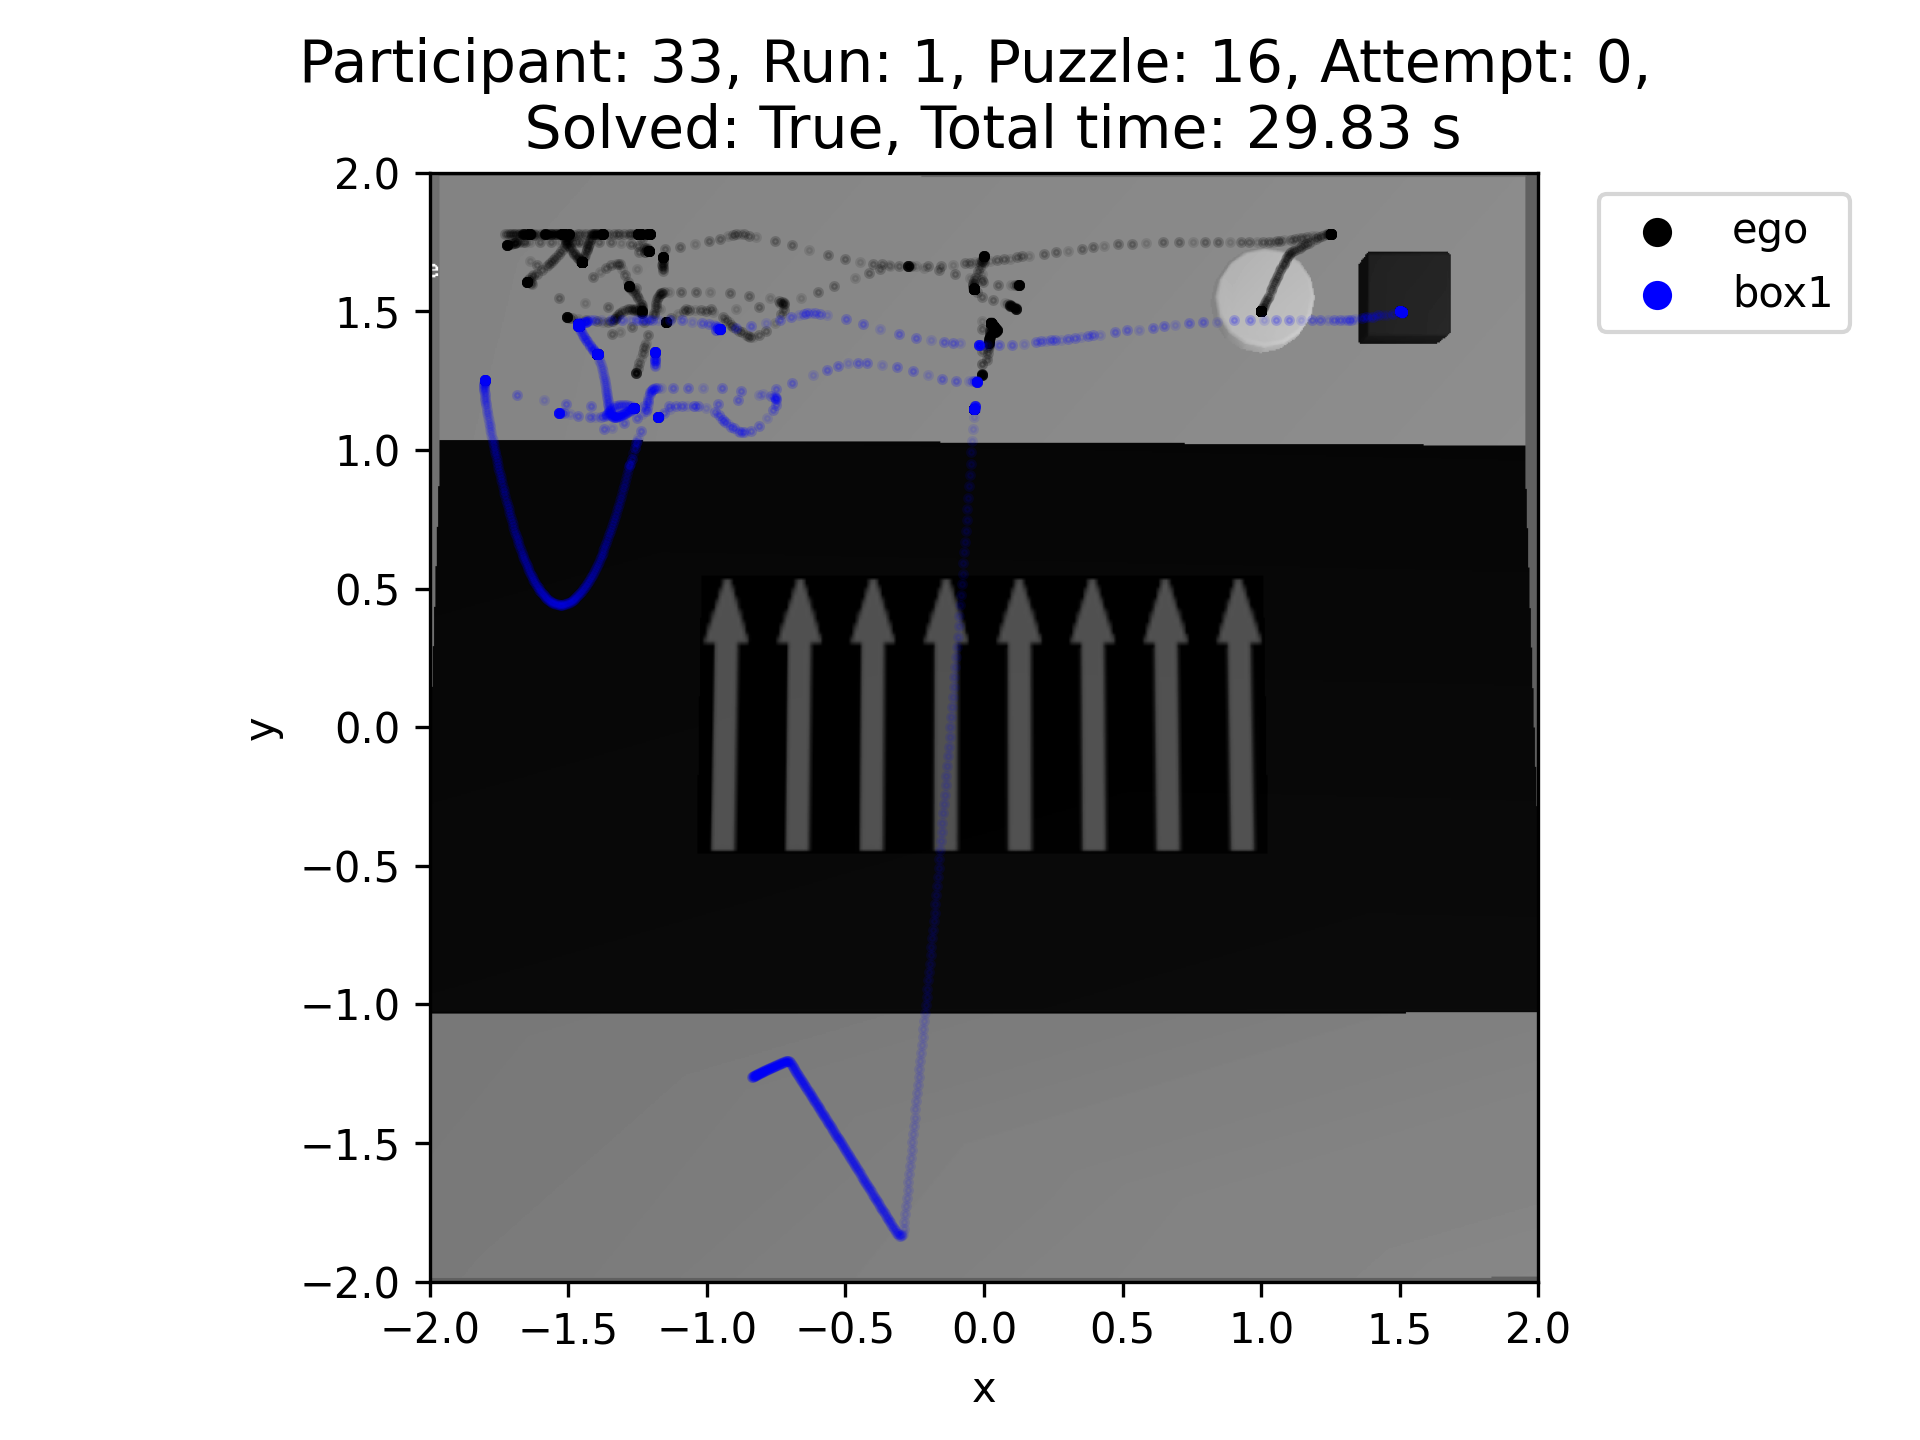 Participant: 33, Run: 1, Puzzle: 16, Attempt: 0,
Solved: True, Total time: 29.83 s
ego
box1
2.0
1.5
1.0
0.5
0.0
−0.5
−1.0
−1.5
−2.0
y
−2.0 −1.5 −1.0 −0.5 0.0 0.5 1.0 1.5 2.0
x